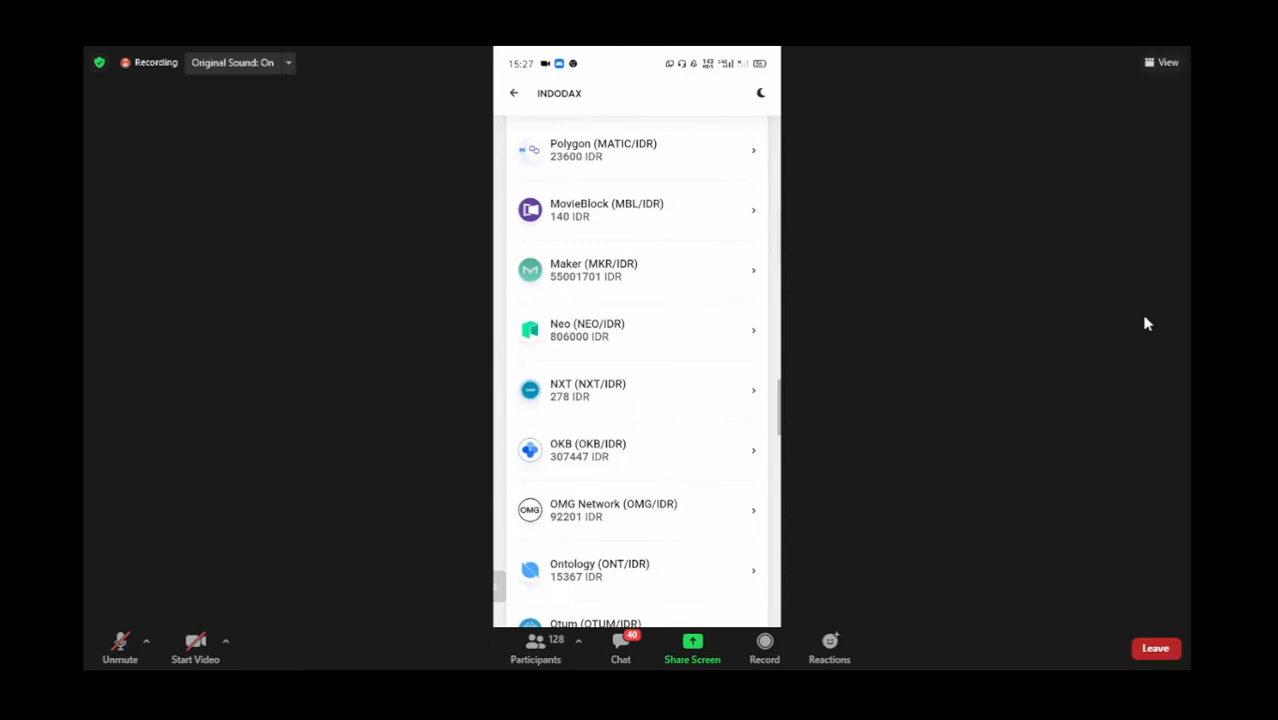 Recording
Original Sound: On
View
15:27
INDODAX
Polygon (MATIC/IDR)
23600 IDR
MovieBlock (MBL/IDR)
140 IDR
Maker (MKR/IDR)
55001701 IDR
Neo (NEO/IDR)
806000 IDR
NXT (NXT/IDR)
278 IDR
OKB (OKB/IDR)
307447 IDR
OMG
OMG Network (OMG/IDR)
92201 IDR
Ontology (ONT/IDR)
15367 IDR
Otum (OTUM/IDR)
Unmute
Start Video
128
Participants
40
Chat
Share Screen
Record
Reactions
Leave